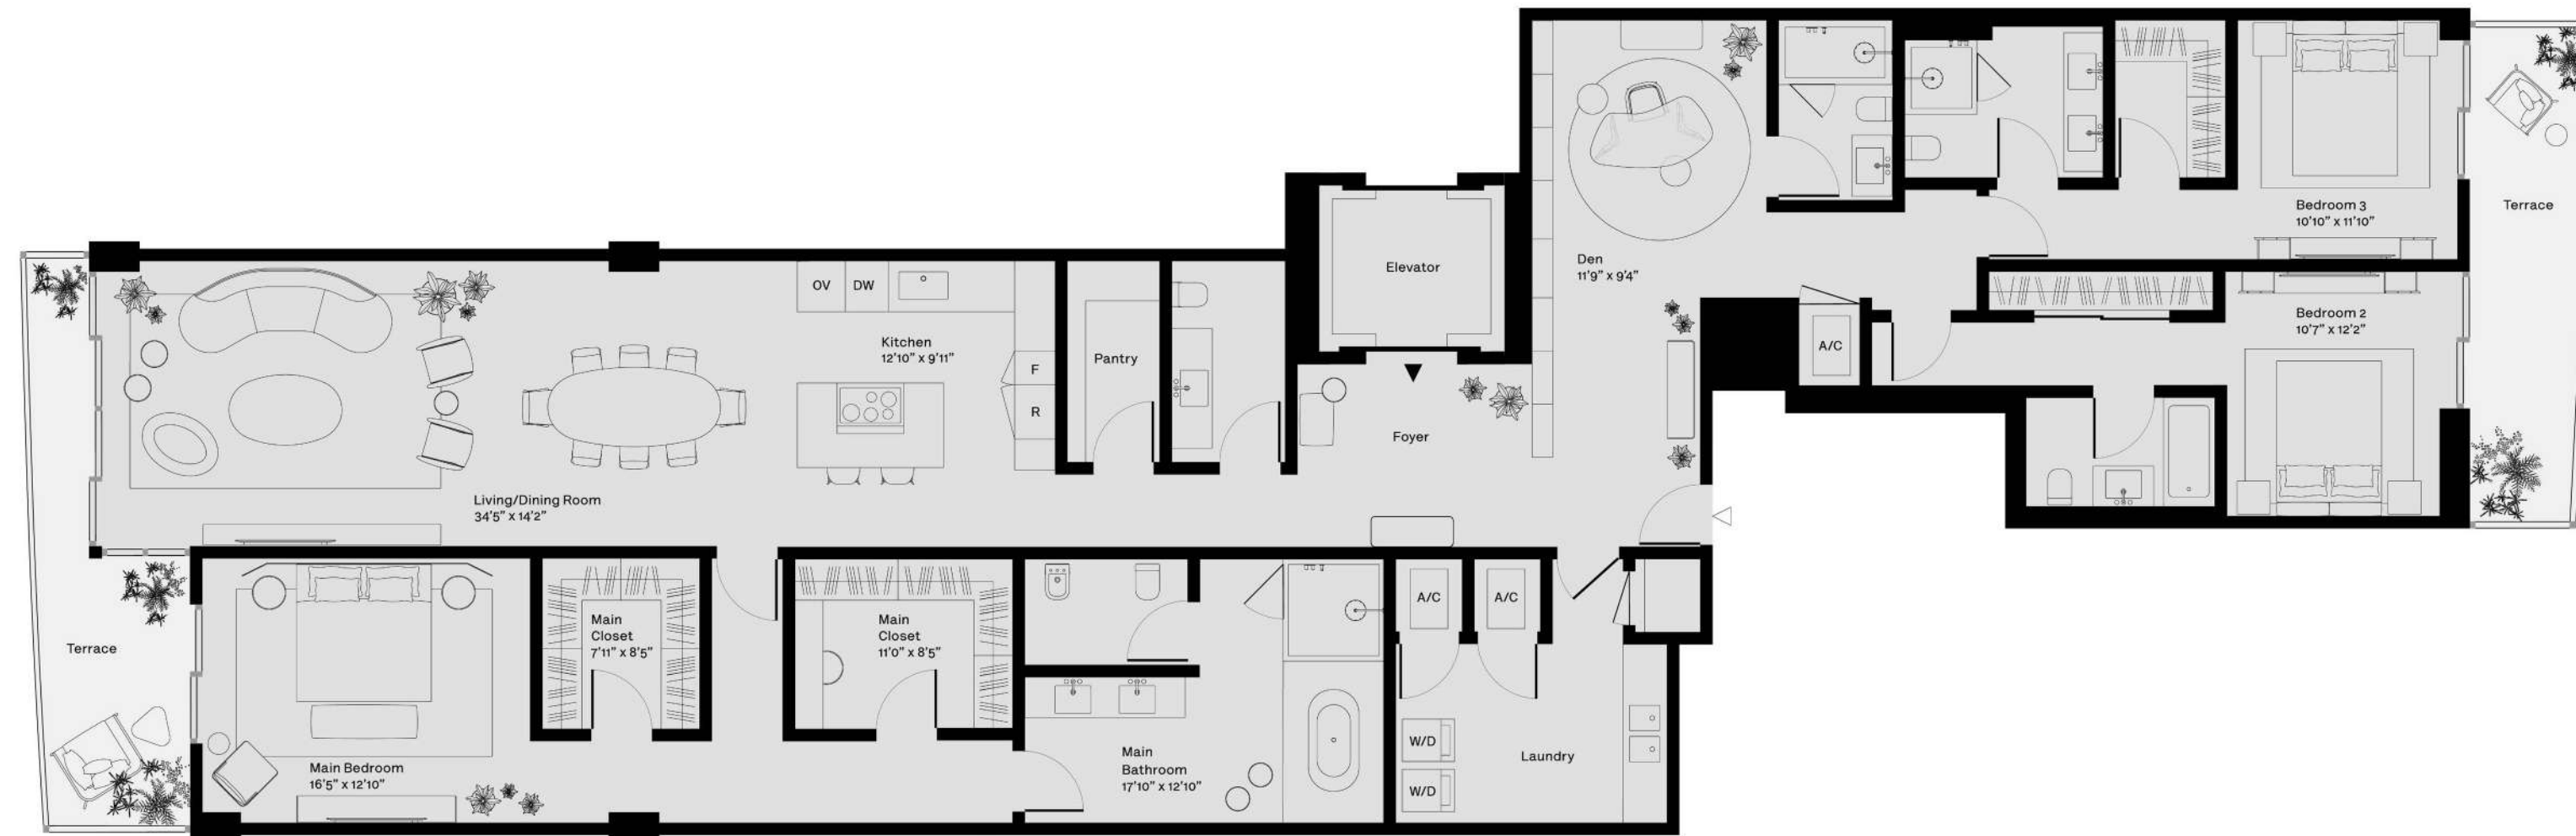 Living/Dining Room
34'5" x 14'2"
OV
DW
Kitchen
12'10" x 9'11"
F
R
Pantry
Elevator
Foyer
Den
11'9" x 9'4"
A/C
Bedroom 3
10'10" x 11'10"
Terrace
Bedroom 2
10'7" x 12'2"
Terrace
Main Bedroom
16'5" x 12'10"
Main
Closet
7'11" x 8'5"
Main
Closet
11'0" x 8'5"
Main
Bathroom
17'10" x 12'10"
A/C
A/C
W/D
W/D
Laundry